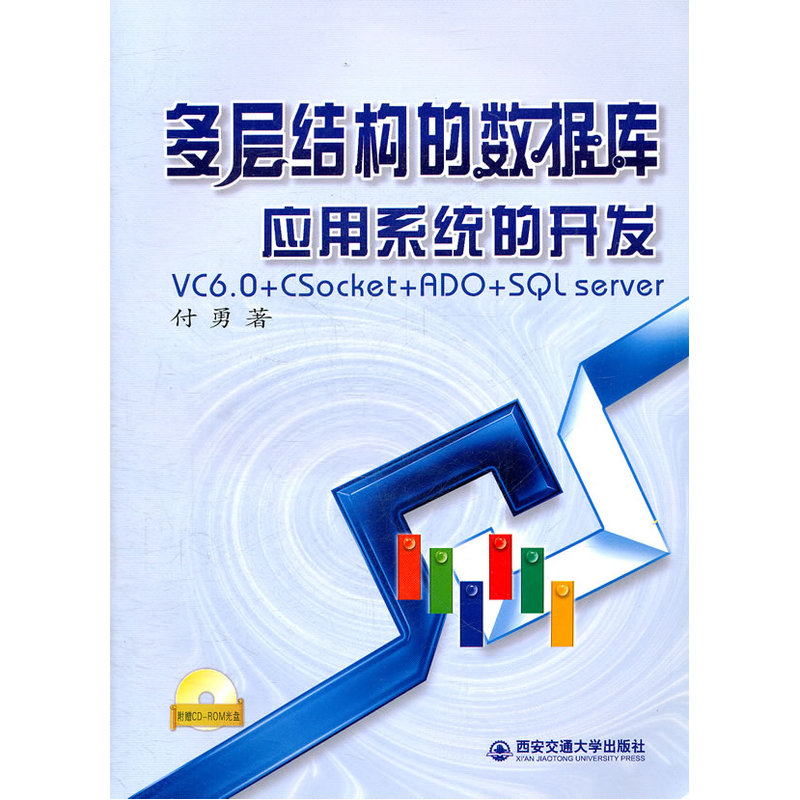 多层结构的数据库
应用系统的开发
VC6.0+CSocket+ADO+SQL server
付勇著
附赠CD-ROM光盘
西安交通大学出版社
XI'AN JIAOTONG UNIVERSITY PRESS